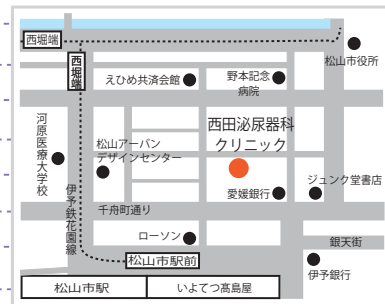 西堀端
西堀端
えひめ共済会館
野本記念
病院
松山市役所
河原医療大学校
松山アーバン
デザインセンター
西田泌尿器科
クリニック
伊予鉄花園線
愛媛銀行
ジュンク堂書店
千舟町通り
ローソン
銀天街
松山市駅前
伊予銀行
松山市駅
いよてつ髙島屋